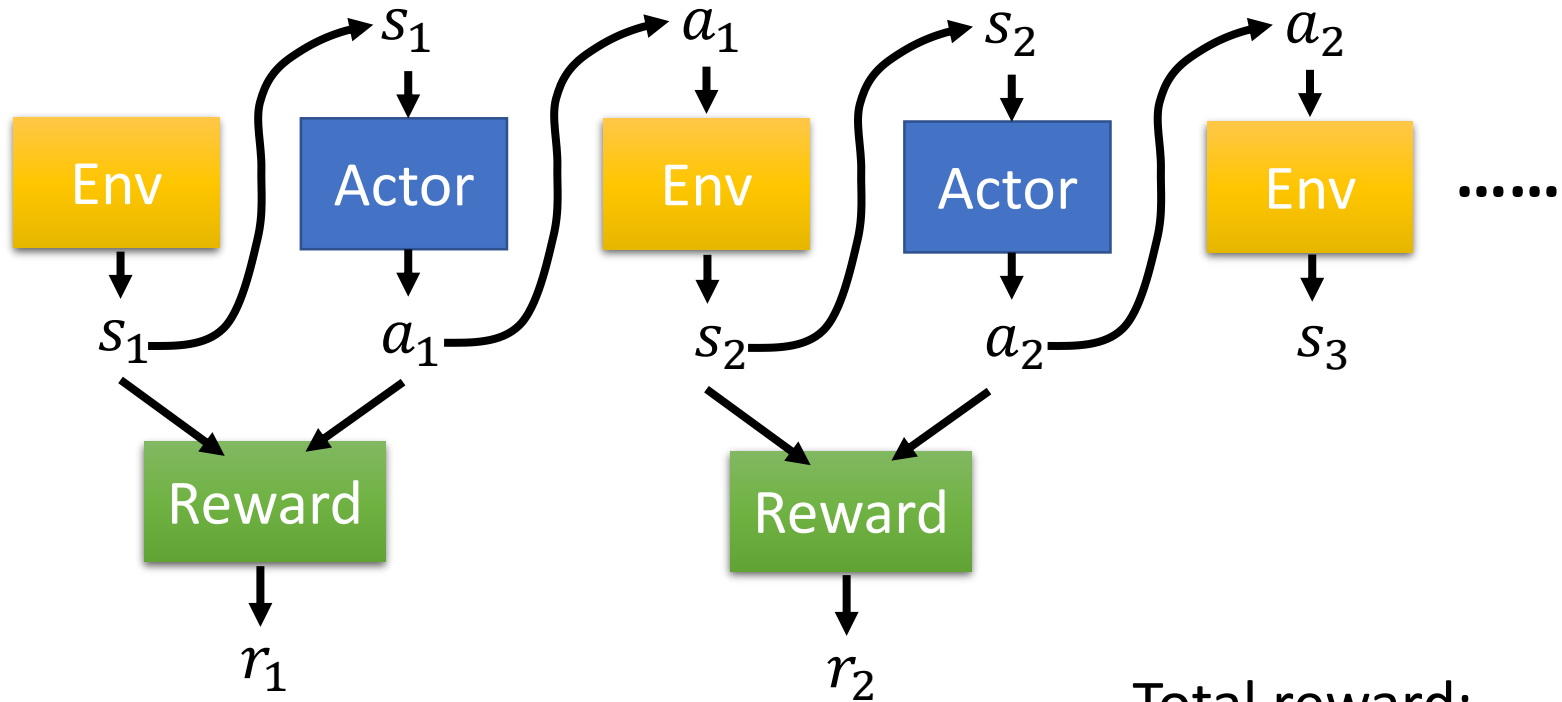 s₁ a₁ s₂ a₂
Env Actor Env Actor Env ......
s₁ a₁ s₂ a₂ s₃
Reward Reward
r₁ r₂
Total reward: